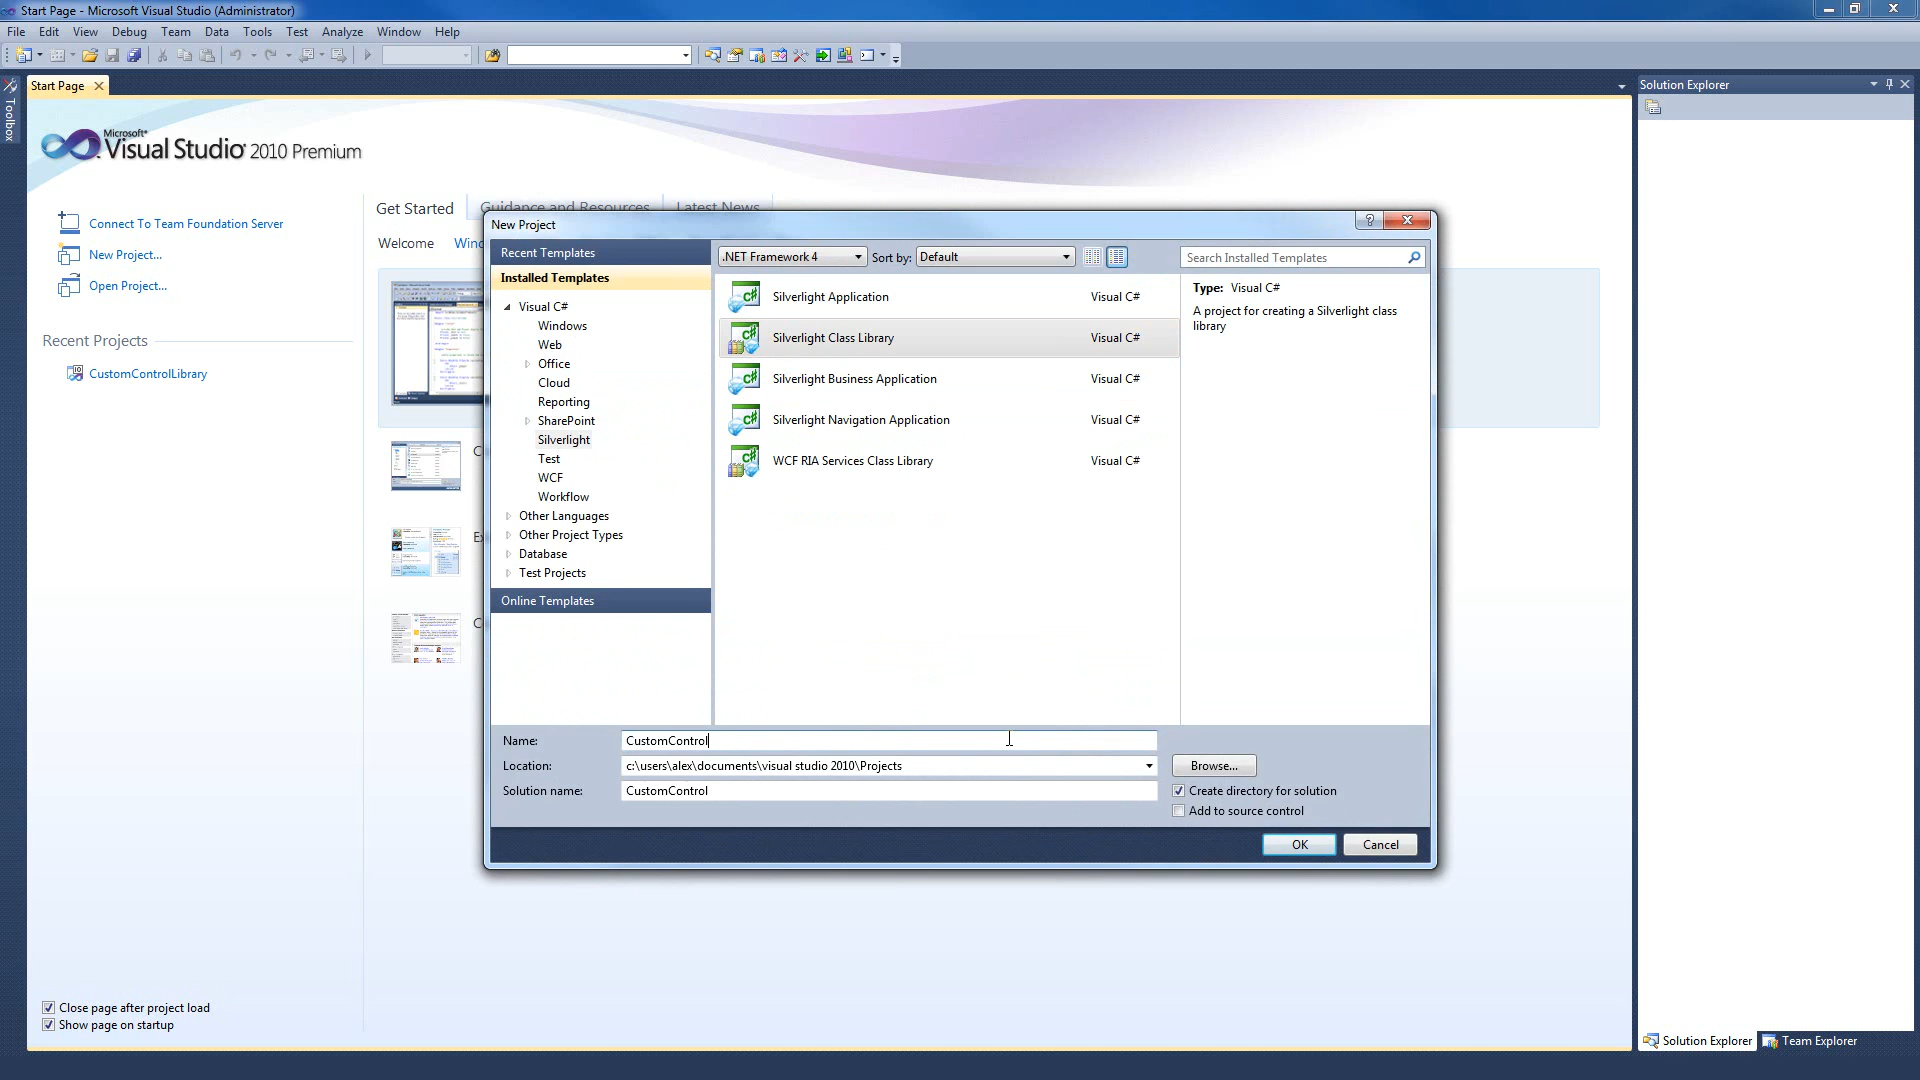 Start Page - Microsoft Visual Studio (Administrator)
File Edit View Debug Team Data Tools Test Analyze Window Help
Toolbox
Start Page
Solution Explorer
Microsoft®
Visual Studio® 2010 Premium
Connect To Team Foundation Server
New Project...
Open Project...
Recent Projects
CustomControlLibrary
Get Started Guidance and Resources Latest News
Welcome
New Project
Recent Templates
Installed Templates
Visual C#
Windows
Web
Office
Cloud
Reporting
SharePoint
Silverlight
Test
WCF
Workflow
Other Languages
Other Project Types
Database
Test Projects
Online Templates
.NET Framework 4 Sort by: Default
Search Installed Templates
Silverlight Application Visual C#
Silverlight Class Library Visual C#
Silverlight Business Application Visual C#
Silverlight Navigation Application Visual C#
WCF RIA Services Class Library Visual C#
Type: Visual C#
A project for creating a Silverlight class
library
Name: CustomControl
Location: c:\users\alex\documents\visual studio 2010\Projects
Browse...
Solution name: CustomControl
Create directory for solution
Add to source control
OK Cancel
Close page after project load
Show page on startup
Solution Explorer Team Explorer